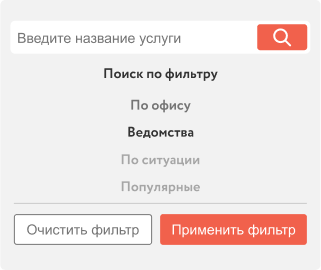 Введите название услуги
Поиск по фильтру
По офису
Ведомства
По ситуации
Популярные
Очистить фильтр
Применить фильтр